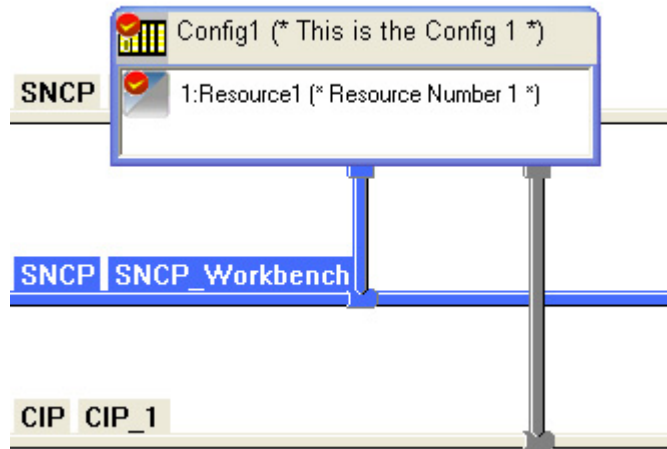 Config1 (* This is the Config 1 *)
SNCP
1:Resource1 (* Resource Number 1 *)
SNCP SNCP_Workbench
CIP CIP_1